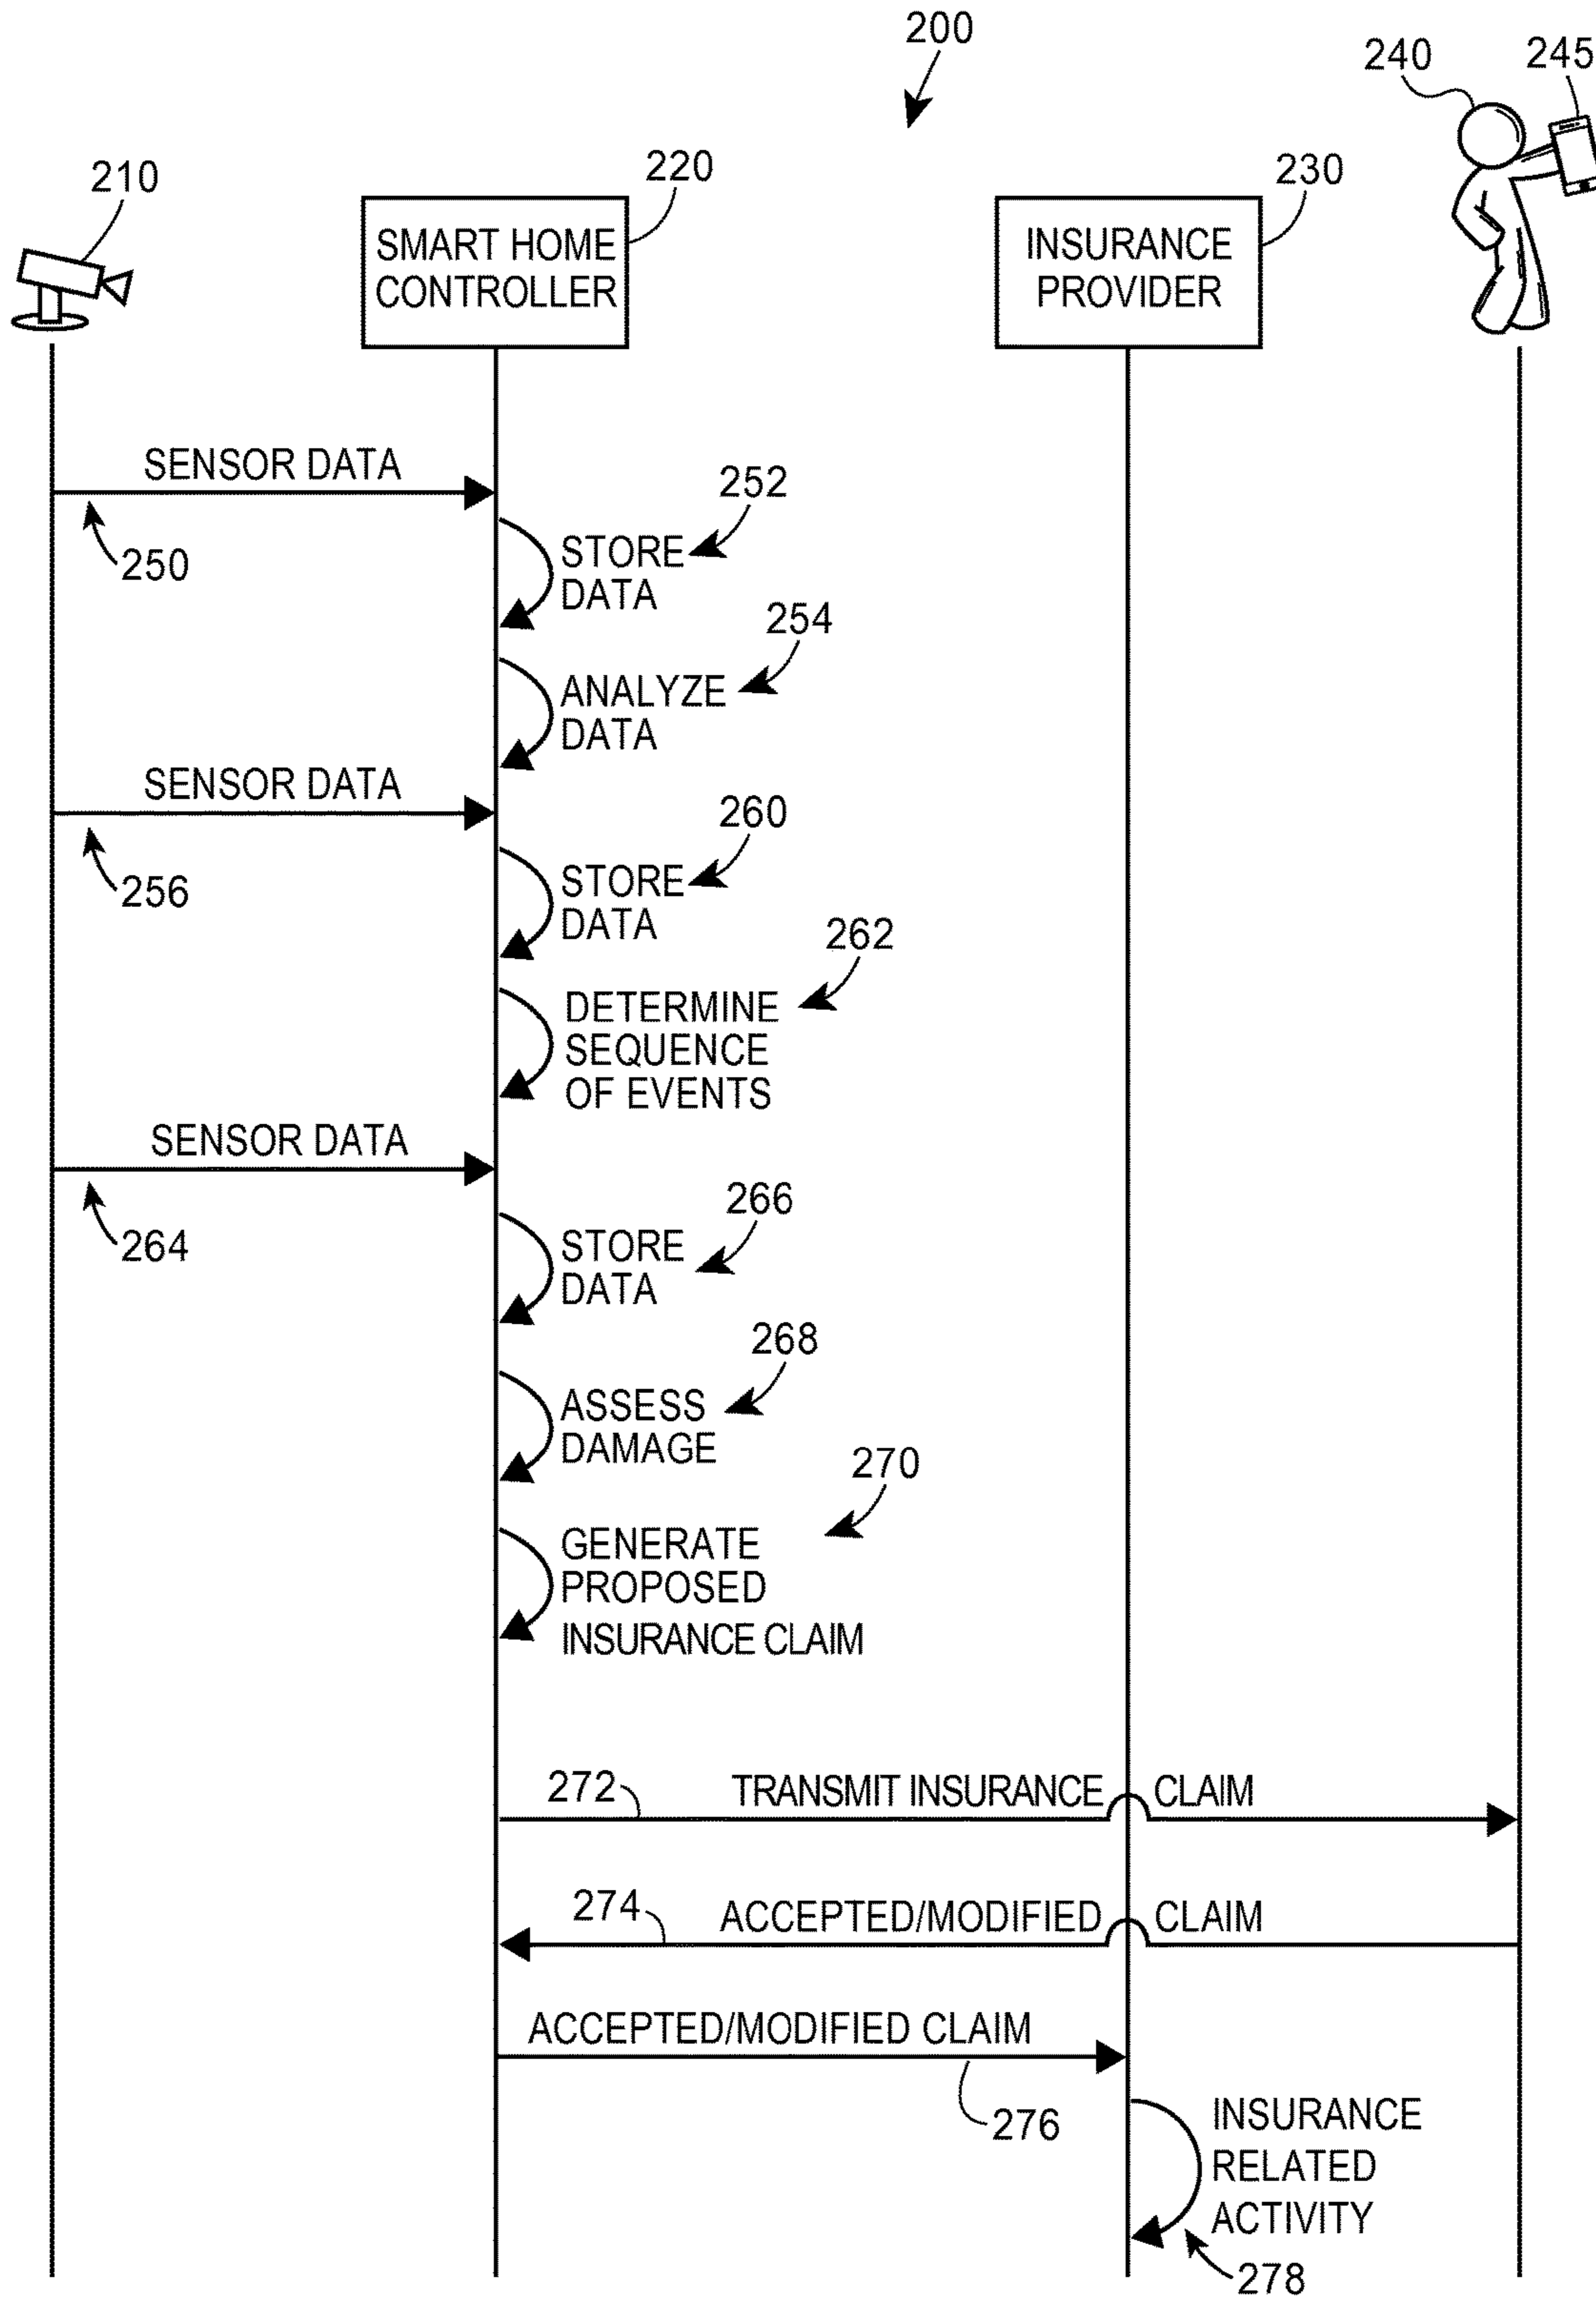 200
240
245
210
220
230
SMART HOME
CONTROLLER
INSURANCE
PROVIDER
SENSOR DATA
250
252
STORE
DATA
254
ANALYZE
DATA
SENSOR DATA
256
260
STORE
DATA
262
DETERMINE
SEQUENCE
OF EVENTS
SENSOR DATA
264
266
STORE
DATA
268
ASSESS
DAMAGE
270
GENERATE
PROPOSED
INSURANCE CLAIM
272
TRANSMIT INSURANCE CLAIM
274
ACCEPTED/MODIFIED CLAIM
ACCEPTED/MODIFIED CLAIM
276
INSURANCE
RELATED
ACTIVITY
278